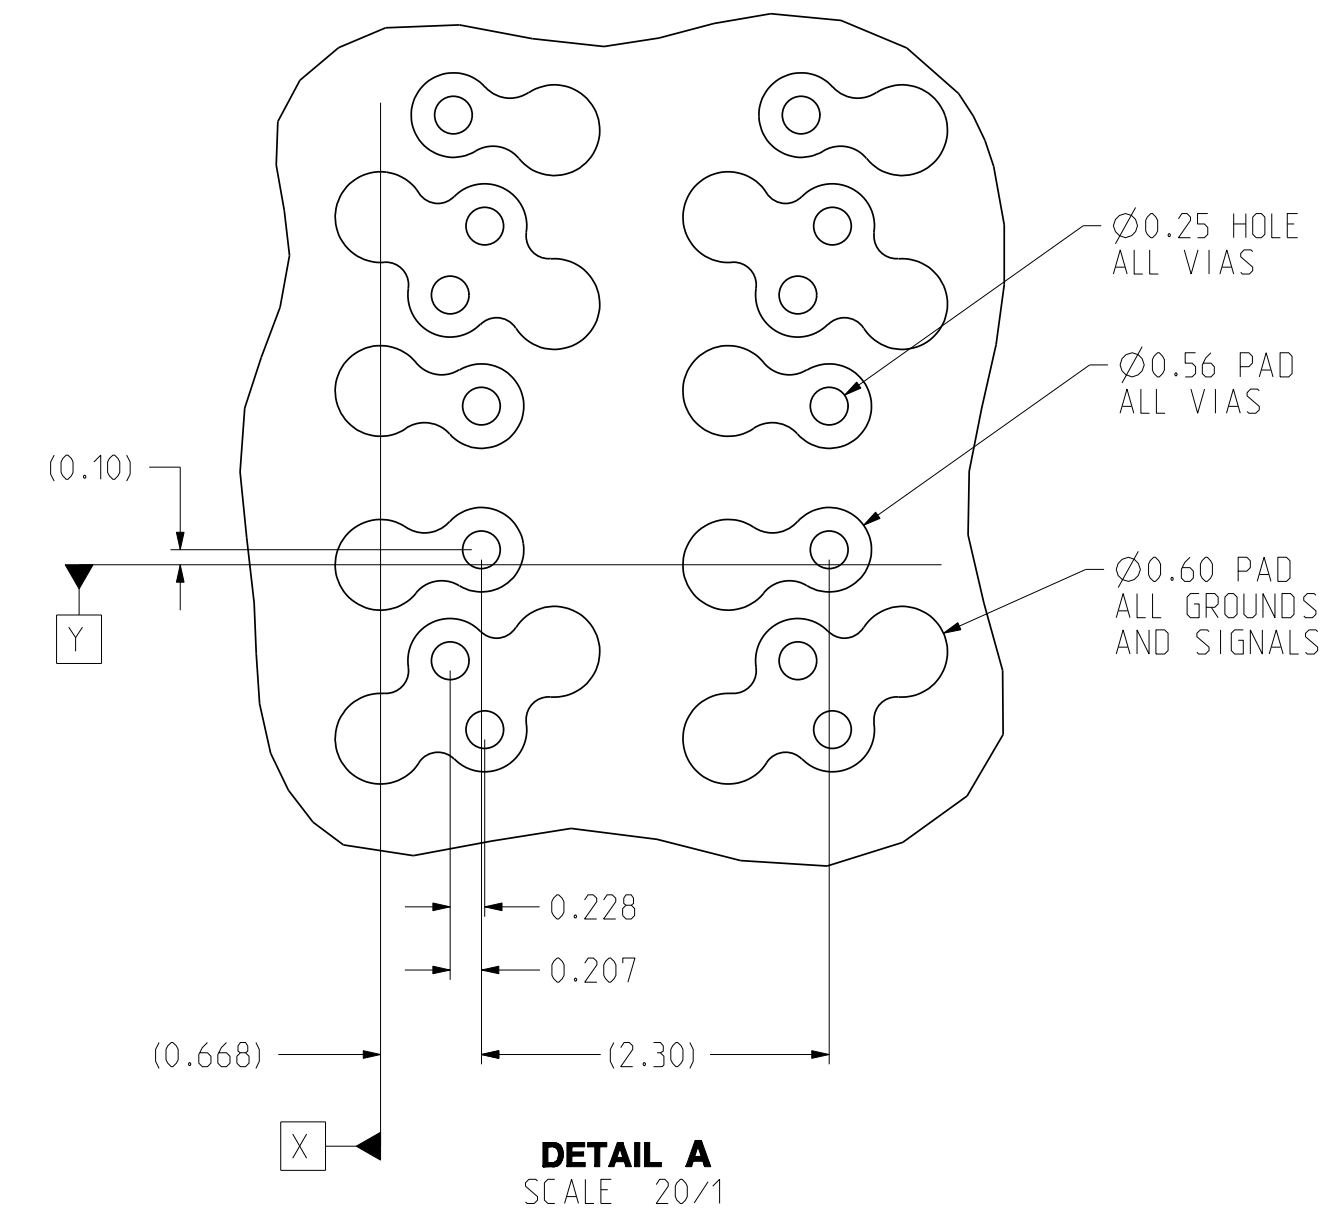 Ø0.25 HOLE
ALL VIAS
Ø0.56 PAD
ALL VIAS
(0.10)
Ø0.60 PAD
ALL GROUNDS
AND SIGNALS
Y
0.228
0.207
(0.668)
(2.30)
X
DETAIL A
SCALE 20/1